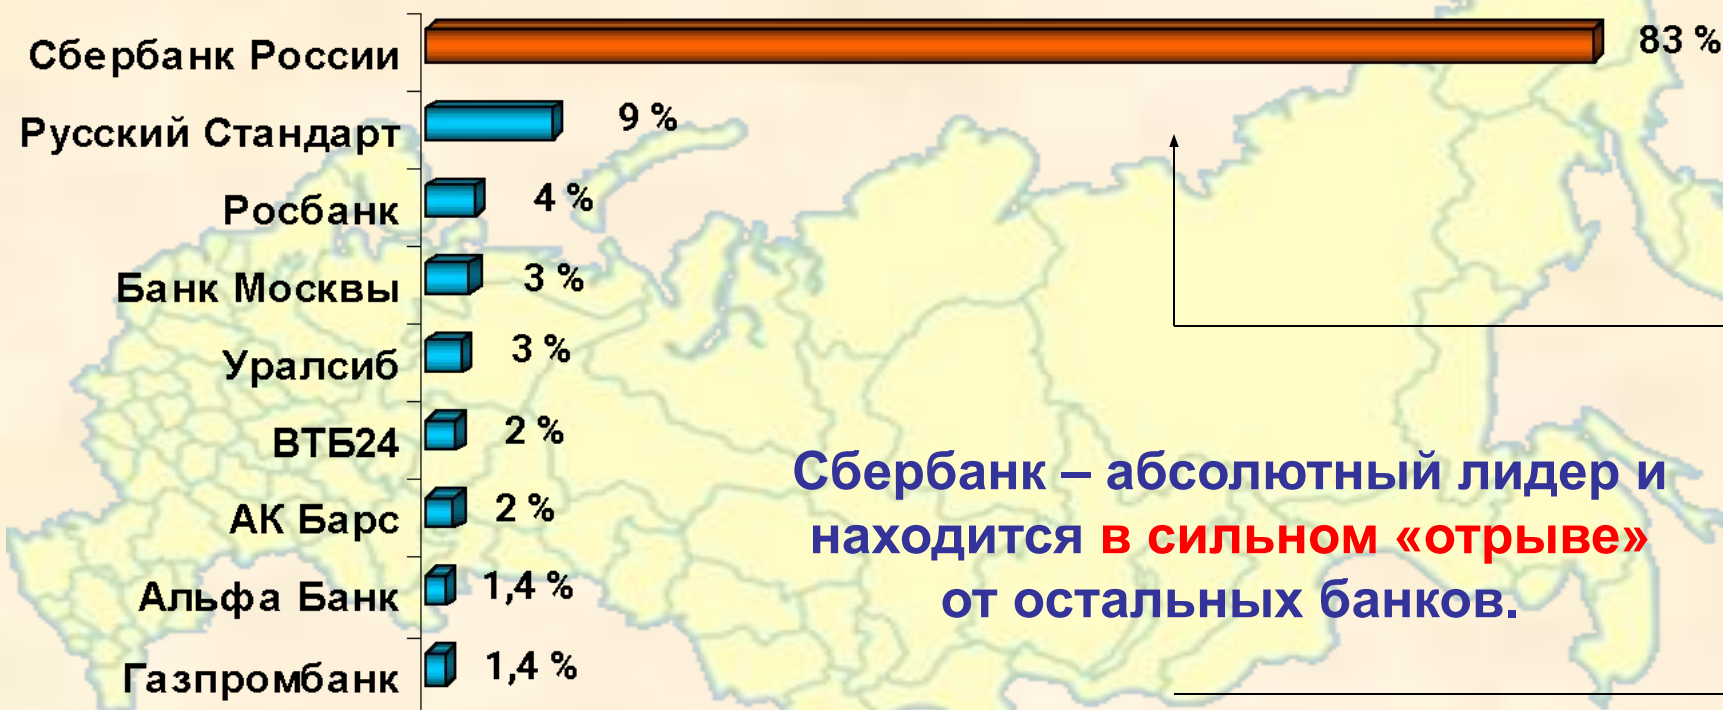 Сбербанк России 83 %
Русский Стандарт 9 %
Росбанк 4 %
Банк Москвы 3 %
Уралсиб 3 %
ВТБ24 2 %
АК Барс 2 %
Альфа Банк 1,4 %
Газпромбанк 1,4 %
Сбербанк – абсолютный лидер и
находится в сильном «отрыве»
от остальных банков.